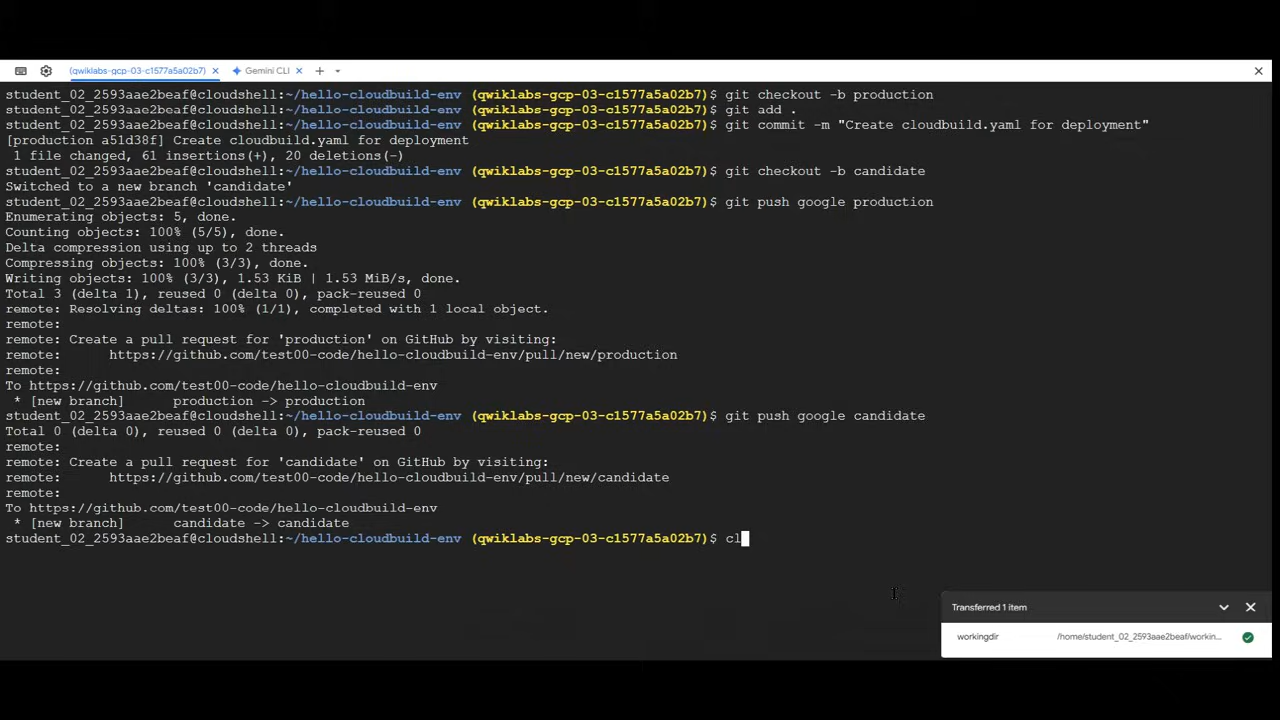 (qwiklabs-gcp-03-c1577a5a02b7) Gemini CLI
student_02_2593aae2beaf@cloudshell:~/hello-cloudbuild-env (qwiklabs-gcp-03-c1577a5a02b7)$ git checkout -b production
student_02_2593aae2beaf@cloudshell:~/hello-cloudbuild-env (qwiklabs-gcp-03-c1577a5a02b7)$ git add .
student_02_2593aae2beaf@cloudshell:~/hello-cloudbuild-env (qwiklabs-gcp-03-c1577a5a02b7)$ git commit -m "Create cloudbuild.yaml for deployment"
[production a51d38f] Create cloudbuild.yaml for deployment
 1 file changed, 61 insertions(+), 20 deletions(-)
student_02_2593aae2beaf@cloudshell:~/hello-cloudbuild-env (qwiklabs-gcp-03-c1577a5a02b7)$ git checkout -b candidate
Switched to a new branch 'candidate'
student_02_2593aae2beaf@cloudshell:~/hello-cloudbuild-env (qwiklabs-gcp-03-c1577a5a02b7)$ git push google production
Enumerating objects: 5, done.
Counting objects: 100% (5/5), done.
Delta compression using up to 2 threads
Compressing objects: 100% (3/3), done.
Writing objects: 100% (3/3), 1.53 KiB | 1.53 MiB/s, done.
Total 3 (delta 1), reused 0 (delta 0), pack-reused 0
remote: Resolving deltas: 100% (1/1), completed with 1 local object.
remote:
remote: Create a pull request for 'production' on GitHub by visiting:
remote:      https://github.com/test00-code/hello-cloudbuild-env/pull/new/production
remote:
To https://github.com/test00-code/hello-cloudbuild-env
 * [new branch]      production -> production
student_02_2593aae2beaf@cloudshell:~/hello-cloudbuild-env (qwiklabs-gcp-03-c1577a5a02b7)$ git push google candidate
Total 0 (delta 0), reused 0 (delta 0), pack-reused 0
remote:
remote: Create a pull request for 'candidate' on GitHub by visiting:
remote:      https://github.com/test00-code/hello-cloudbuild-env/pull/new/candidate
remote:
To https://github.com/test00-code/hello-cloudbuild-env
 * [new branch]      candidate -> candidate
student_02_2593aae2beaf@cloudshell:~/hello-cloudbuild-env (qwiklabs-gcp-03-c1577a5a02b7)$ cl
Transferred 1 item
workingdir /home/student_02_2593aae2beaf/workin...